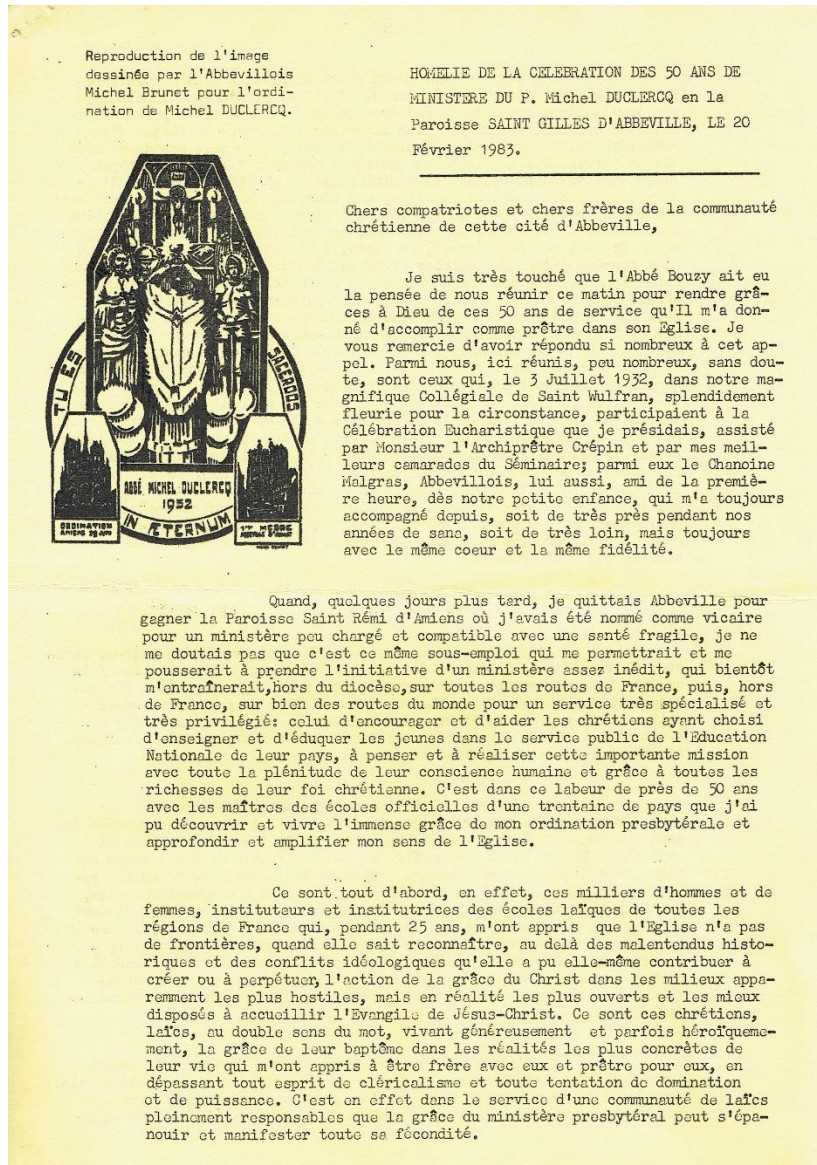 Reproduction de l'image
dessinée par l'Abbevillois
Michel Brunet pour l'ordi-
nation de Michel DUCLERCQ.
HOMELIE DE LA CELEBRATION DES 50 ANS DE
MINISTERE DU P. Michel DUCLERCQ en la
Paroisse SAINT GILLES D'ABBEVILLE, LE 20
Février 1983.
TU ES
SACERDOS
ABBÉ MICHEL DUCLERCQ
1932
IN ÆTERNUM
ORDINATION
AMIENS 29 JUIN
1ère MESSE
Chers compatriotes et chers frères de la communauté
chrétienne de cette cité d'Abbeville,
Je suis très touché que l'Abbé Bouzy ait eu
la pensée de nous réunir ce matin pour rendre grâ-
ces à Dieu de ces 50 ans de service qu'Il m'a don-
né d'accomplir comme prêtre dans son Eglise. Je
vous remercie d'avoir répondu si nombreux à cet ap-
pel. Parmi nous, ici réunis, peu nombreux, sans dou-
te, sont ceux qui, le 3 Juillet 1932, dans notre ma-
gnifique Collégiale de Saint Wulfran, splendidement
fleurie pour la circonstance, participaient à la
Célébration Eucharistique que je présidais, assisté
par Monsieur l'Archiprêtre Crépin et par mes meil-
leurs camarades du Séminaire; parmi eux le Chanoine
Malgras, Abbevillois, lui aussi, ami de la premiè-
re heure, dès notre petite enfance, qui m'a toujours
accompagné depuis, soit de très près pendant nos
années de sana, soit de très loin, mais toujours
avec le même coeur et la même fidélité.
Quand, quelques jours plus tard, je quittais Abbeville pour
gagner la Paroisse Saint Rémi d'Amiens où j'avais été nommé comme vicaire
pour un ministère peu chargé et compatible avec une santé fragile, je ne
me doutais pas que c'est ce même sous-emploi qui me permettrait et me
pousserait à prendre l'initiative d'un ministère assez inédit, qui bientôt
m'entraînerait,hors du diocèse,sur toutes les routes de France, puis, hors
de France, sur bien des routes du monde pour un service très spécialisé et
très privilégié: celui d'encourager et d'aider les chrétiens ayant choisi
d'enseigner et d'éduquer les jeunes dans le service public de l'Education
Nationale de leur pays, à penser et à réaliser cette importante mission
avec toute la plénitude de leur conscience humaine et grâce à toutes les
richesses de leur foi chrétienne. C'est dans ce labeur de près de 50 ans
avec les maîtres des écoles officielles d'une trentaine de pays que j'ai
pu découvrir et vivre l'immense grâce de mon ordination presbytérale et
approfondir et amplifier mon sens de l'Eglise.
Ce sont tout d'abord, en effet, ces milliers d'hommes et de
femmes, instituteurs et institutrices des écoles laïques de toutes les
régions de France qui, pendant 25 ans, m'ont appris que l'Eglise n'a pas
de frontières, quand elle sait reconnaître, au delà des malentendus histo-
riques et des conflits idéologiques qu'elle a pu elle-même contribuer à
créer ou à perpétuer, l'action de la grâce du Christ dans les milieux appa-
remment les plus hostiles, mais en réalité les plus ouverts et les mieux
disposés à accueillir l'Evangile de Jésus-Christ. Ce sont ces chrétiens,
laïcs, au double sens du mot, vivant généreusement et parfois héroïqueme-
ment, la grâce de leur baptême dans les réalités les plus concrètes de
leur vie qui m'ont appris à être frère avec eux et prêtre pour eux, en
dépassant tout esprit de cléricalisme et toute tentation de domination
et de puissance. C'est en effet dans le service d'une communauté de laïcs
pleinement responsables que la grâce du ministère presbytéral peut s'épa-
nouir et manifester toute sa fécondité.